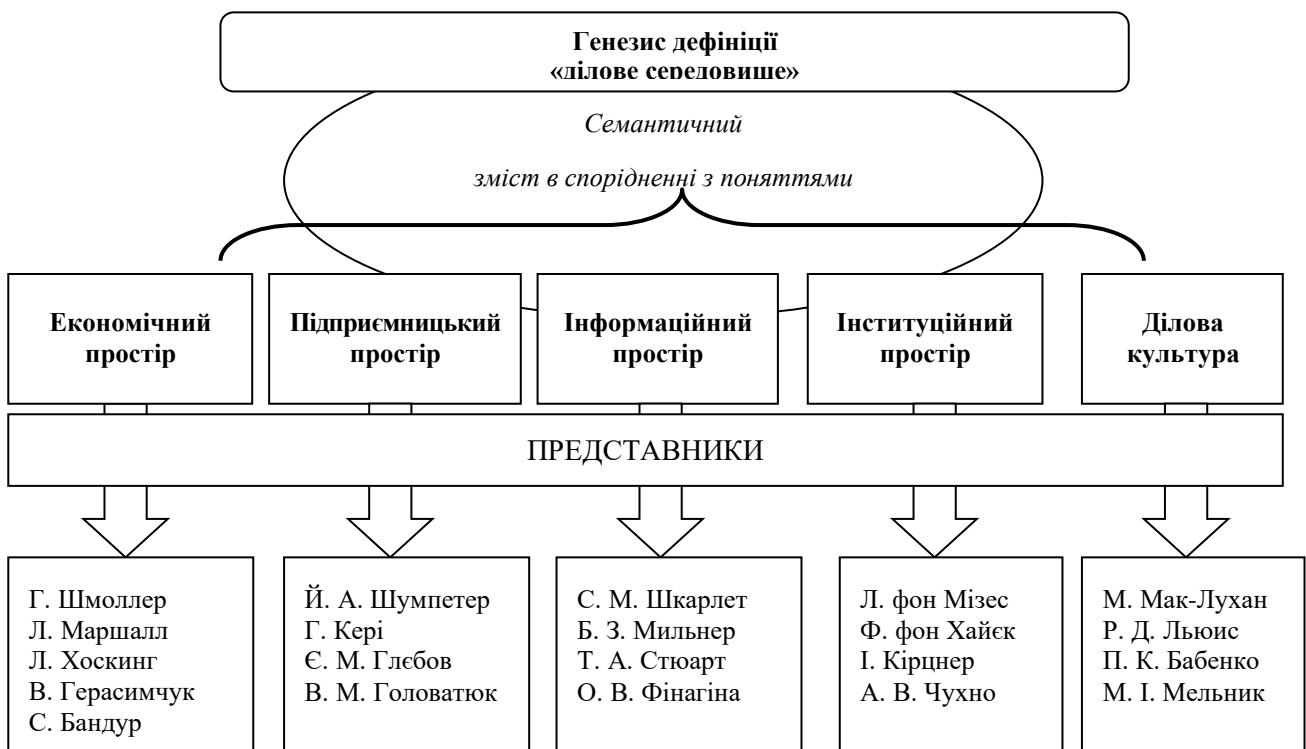 Генезис дефініції
«ділове середовище»
Семантичний
зміст в спорідненні з поняттями
Економічний
простір
Підприємницький
простір
Інформаційний
простір
Інституційний
простір
Ділова
культура
ПРЕДСТАВНИКИ
Г. Шмоллер
Л. Маршалл
Л. Хоскинг
В. Герасимчук
С. Бандур
Й. А. Шумпетер
Г. Кері
Є. М. Глєбов
В. М. Головатюк
С. М. Шкарлет
Б. З. Мильнер
Т. А. Стюарт
О. В. Фінагіна
Л. фон Мізес
Ф. фон Хайєк
І. Кірцнер
А. В. Чухно
М. Мак-Лухан
Р. Д. Льюис
П. К. Бабенко
М. І. Мельник